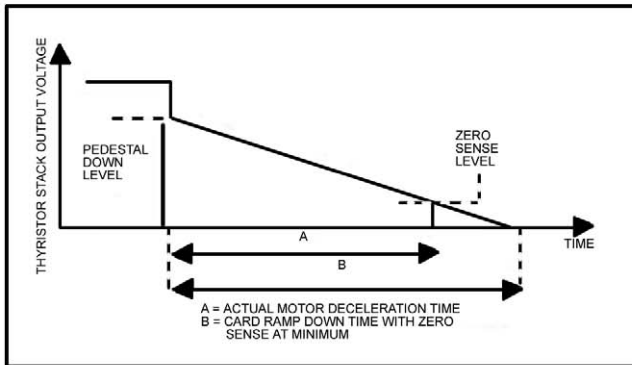 THYRISTOR STACK OUTPUT VOLTAGE
PEDESTAL
DOWN
LEVEL
ZERO
SENSE
LEVEL
TIME
A
B
A = ACTUAL MOTOR DECELERATION TIME
B = CARD RAMP DOWN TIME WITH ZERO
SENSE AT MINIMUM